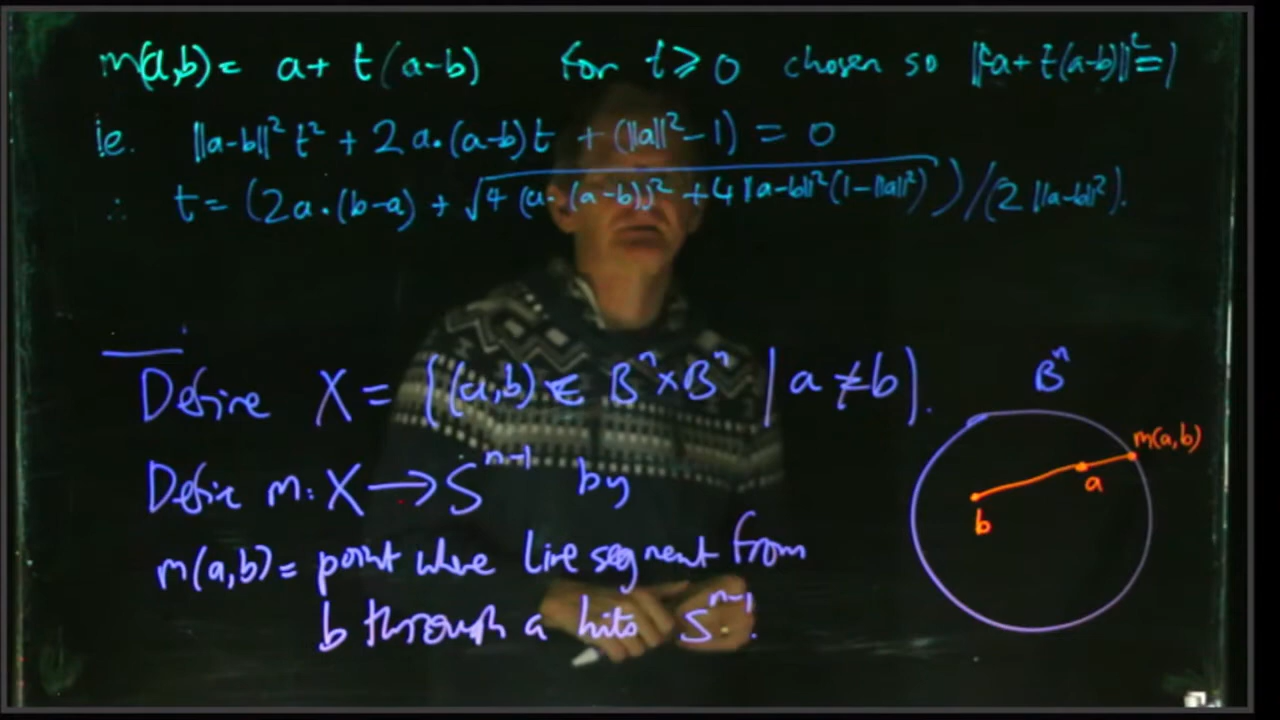 m(a,b) = a + t(a-b) for t ≥ 0 chosen so ||a + t(a-b)||² = 1
ie. ||a-b||² t² + 2a·(a-b)t + (||a||² - 1) = 0
∴ t = (2a·(b-a) + √(4(a·(a-b))² + 4||a-b||²(1-||a||²)))/(2||a-b||²).
Define X = {(a,b) ∈ Bⁿ × Bⁿ | a ≠ b}.
Define m: X → Sⁿ⁻¹ by
m(a,b) = point where line segment from
b through a hits Sⁿ⁻¹.
Bⁿ
m(a,b)
a
b